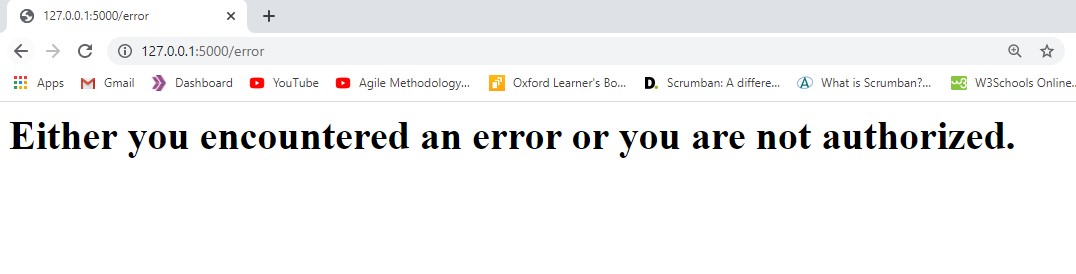 127.0.0.1:5000/error
127.0.0.1:5000/error
Apps Gmail Dashboard YouTube Agile Methodology... Oxford Learner's Bo... D. Scrumban: A differe... A What is Scrumban?... w3 W3Schools Online..
Either you encountered an error or you are not authorized.